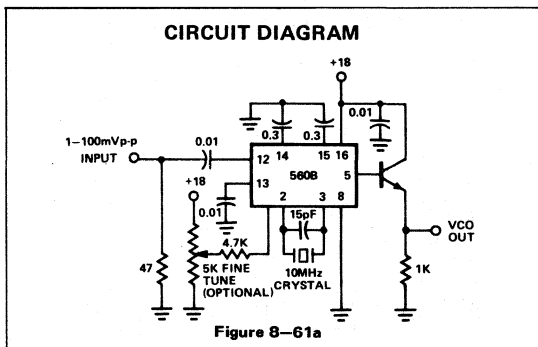 CIRCUIT DIAGRAM
+18
0.01
0.3
0.3
1–100mVp-p
INPUT
0.01
12
14
15
16
560B
5
13
2
3
8
+18
0.01
4.7K
15pF
5K FINE
TUNE
(OPTIONAL)
10MHz
CRYSTAL
47
VCO
OUT
1K
Figure 8–61a